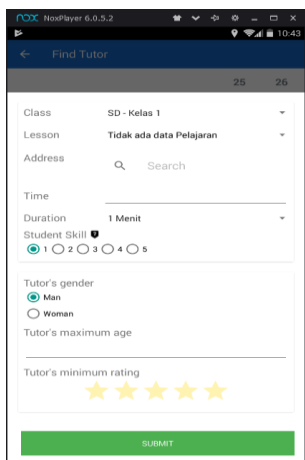 NOX NoxPlayer 6.0.5.2
10:43
Find Tutor
25 26
Class SD - Kelas 1
Lesson Tidak ada data Pelajaran
Address Search
Time
Duration 1 Menit
Student Skill ?
1 2 3 4 5
Tutor's gender
Man
Woman
Tutor's maximum age
Tutor's minimum rating
SUBMIT